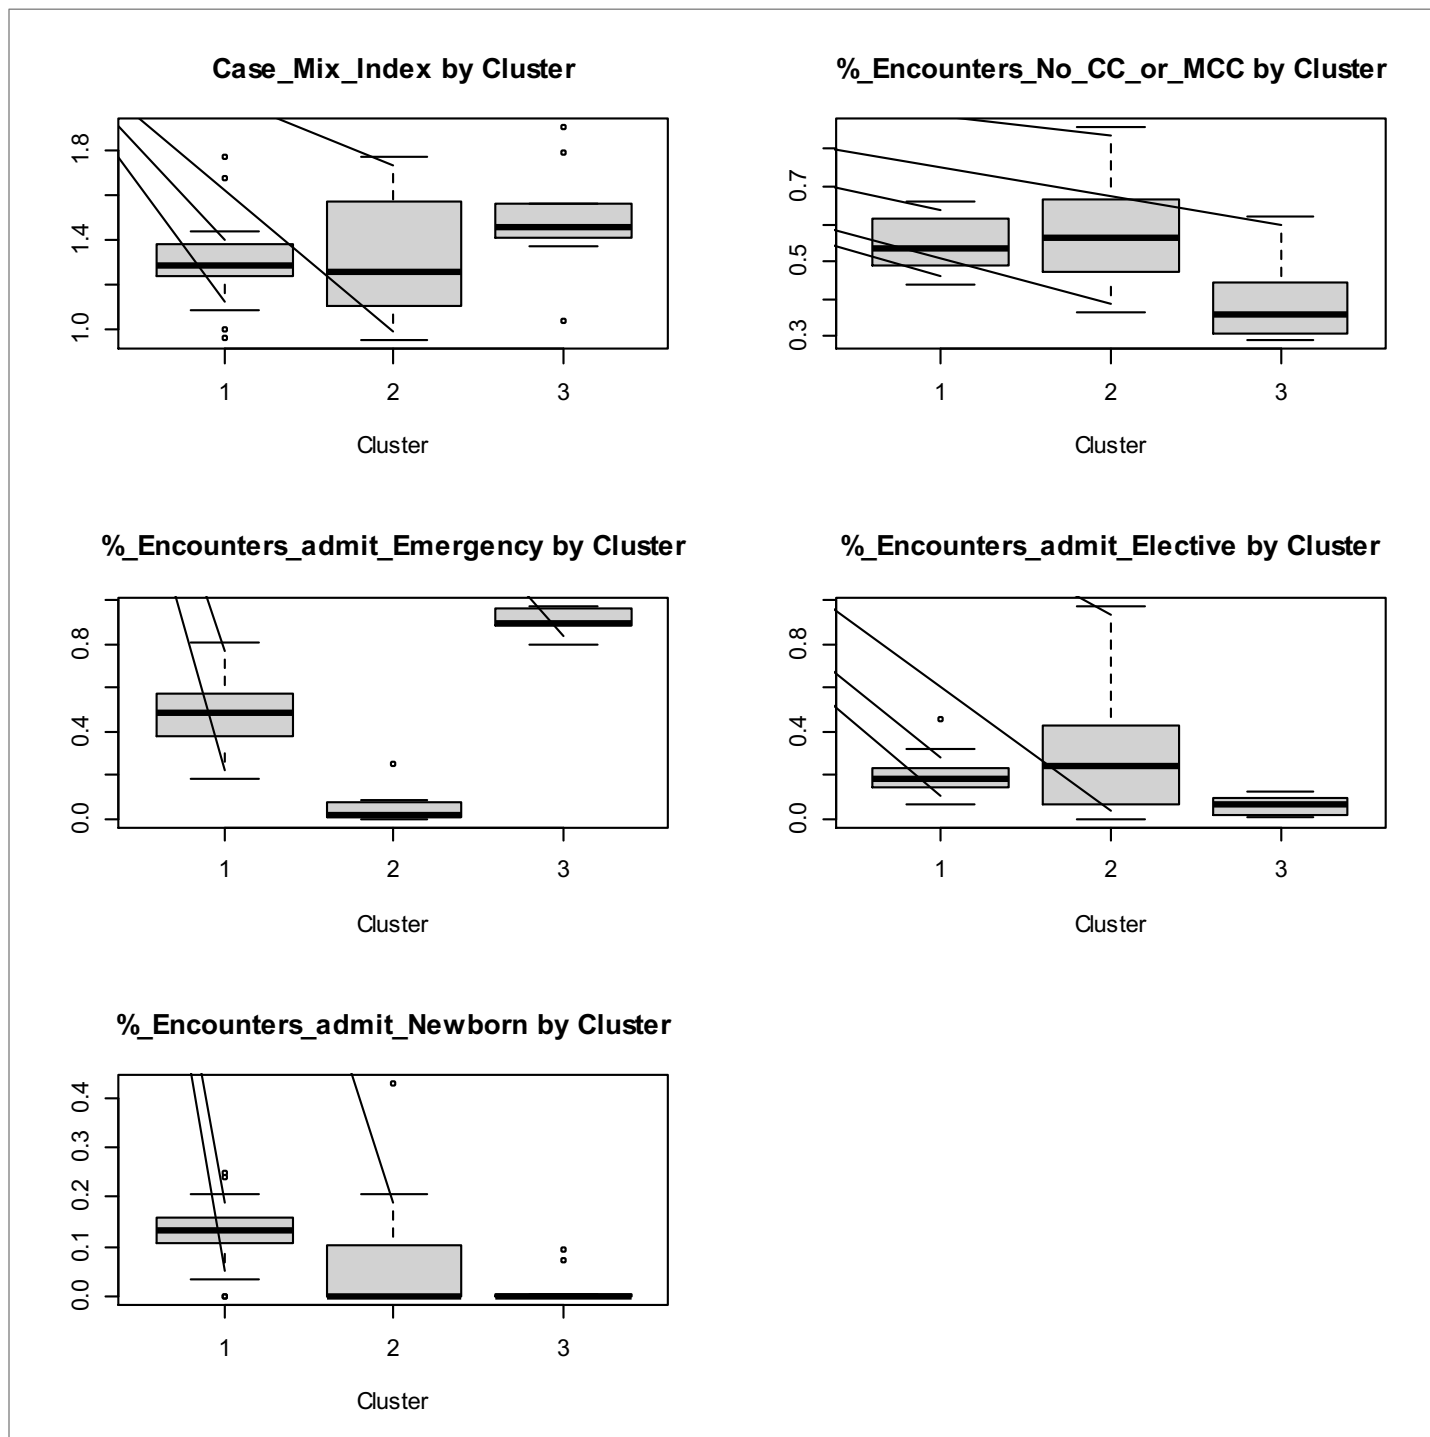 Case_Mix_Index by Cluster
1.0 1.4 1.8
1 2 3
Cluster
%_Encounters_No_CC_or_MCC by Cluster
0.3 0.5 0.7
1 2 3
Cluster
%_Encounters_admit_Emergency by Cluster
0.0 0.4 0.8
1 2 3
Cluster
%_Encounters_admit_Elective by Cluster
0.0 0.4 0.8
1 2 3
Cluster
%_Encounters_admit_Newborn by Cluster
0.0 0.1 0.2 0.3 0.4
1 2 3
Cluster